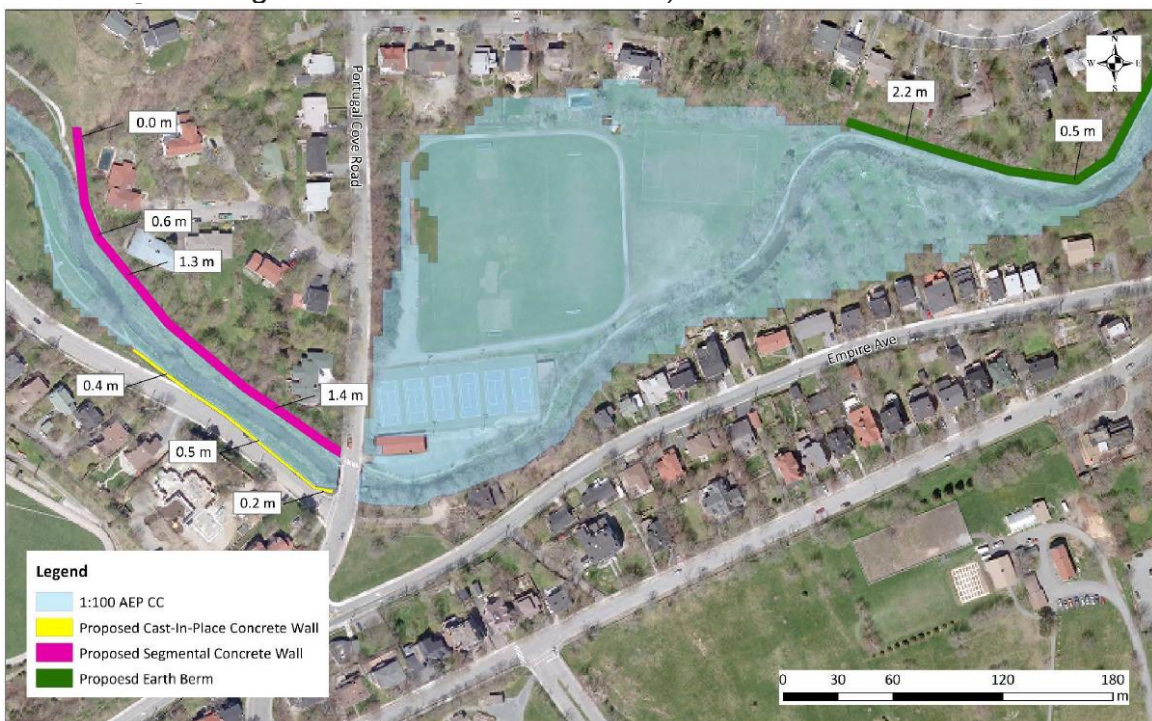 N
W E
S
2.2 m
0.0 m
0.5 m
Portugal Cove Road
0.6 m
1.3 m
Empire Ave
0.4 m
1.4 m
0.5 m
0.2 m
Legend
1:100 AEP CC
Proposed Cast-In-Place Concrete Wall
Proposed Segmental Concrete Wall
Propoesd Earth Berm
0 30 60 120 180
m